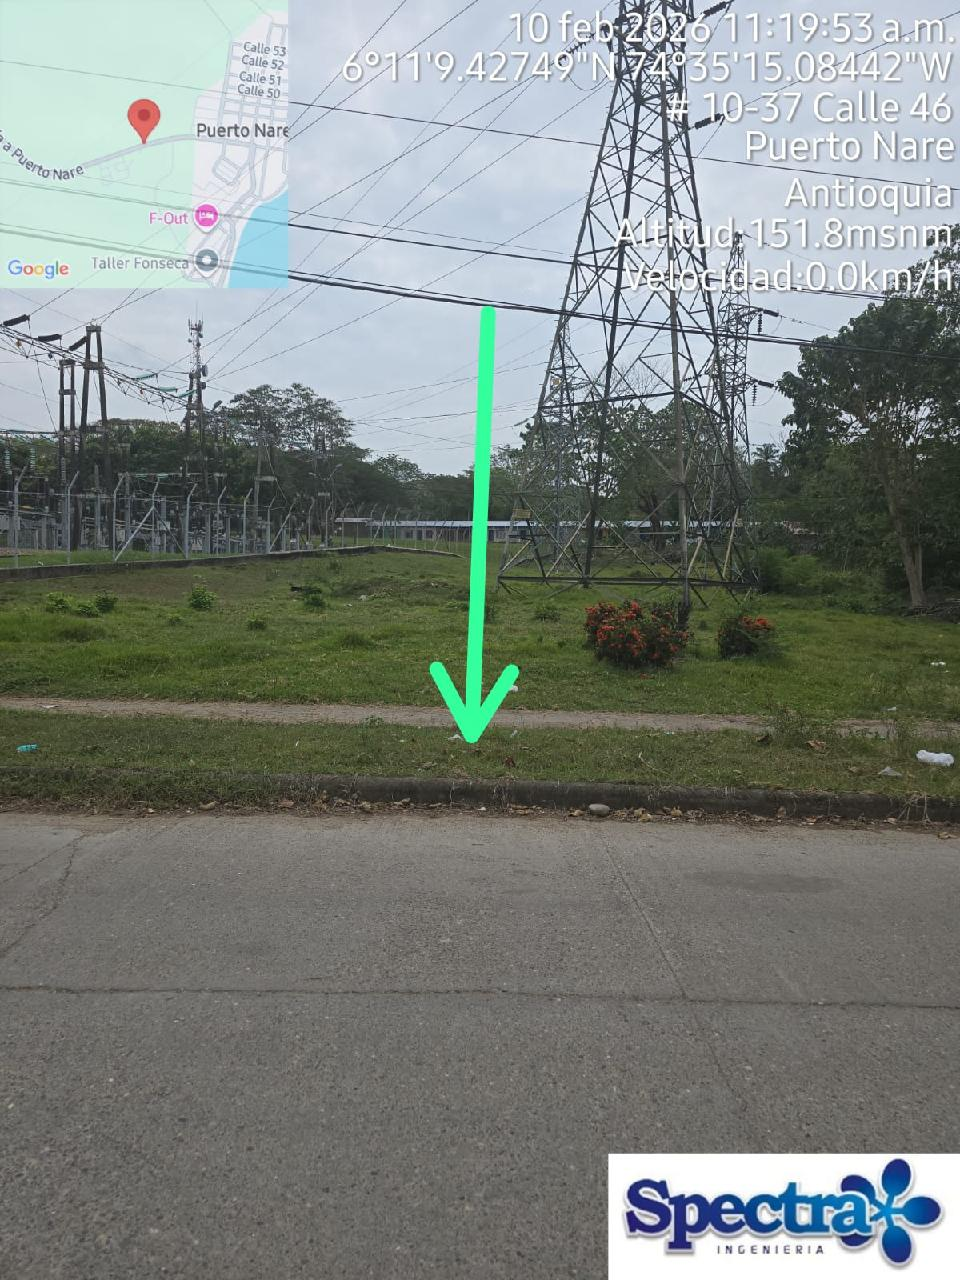 10 feb 2026 11:19:53 a.m.
6°11'9.42749"N 74°35'15.08442"W
# 10-37 Calle 46
Puerto Nare
Antioquia
Altitud:151.8msnm
Velocidad:0.0km/h
Calle 53
Calle 52
Calle 51
Calle 50
Puerto Nare
a Puerto Nare
F-Out
Taller Fonseca
Google
Spectra
INGENIERIA